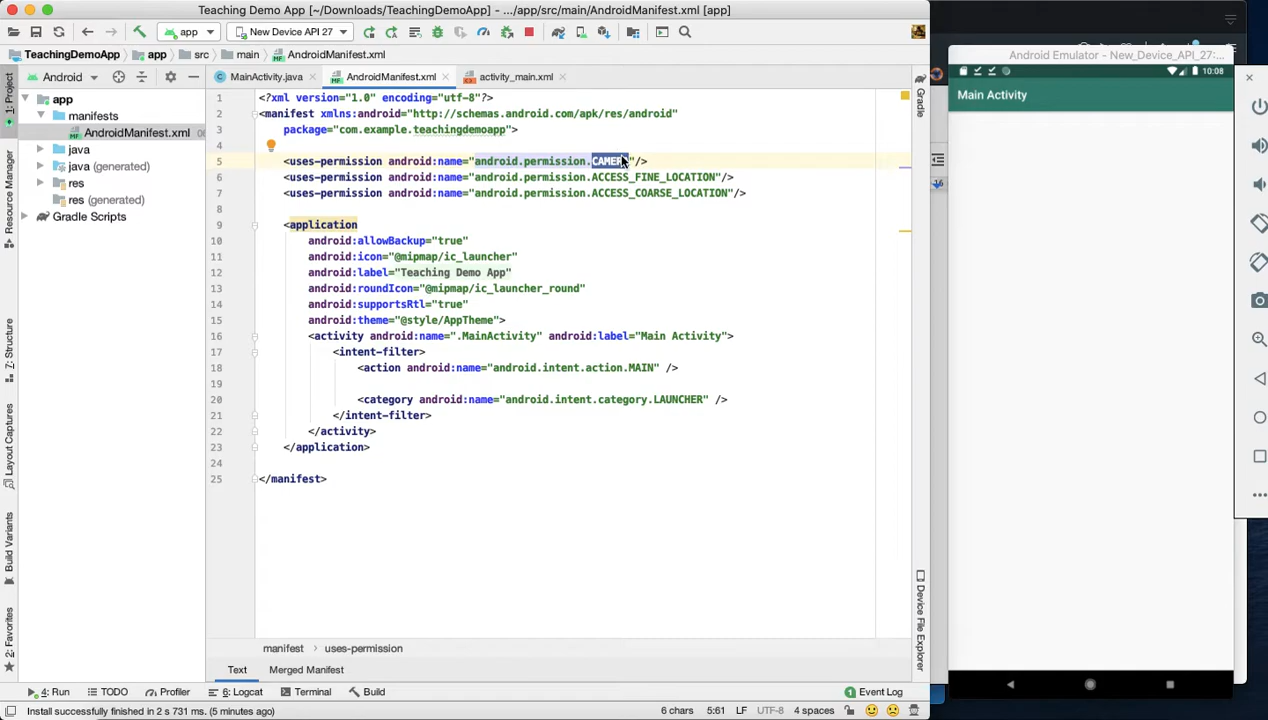 Teaching Demo App [~/Downloads/TeachingDemoApp] - .../app/src/main/AndroidManifest.xml [app]
app
New Device API 27
TeachingDemoApp
app
src
main
AndroidManifest.xml
Android
MainActivity.java
AndroidManifest.xml
activity_main.xml
1: Project
Resource Manager
7: Structure
Layout Captures
Build Variants
2: Favorites
app
manifests
AndroidManifest.xml
java
java (generated)
res
res (generated)
Gradle Scripts
1 <?xml version="1.0" encoding="utf-8"?>
2 <manifest xmlns:android="http://schemas.android.com/apk/res/android"
3 package="com.example.teachingdemoapp">
4
5 <uses-permission android:name="android.permission.CAMERA"/>
6 <uses-permission android:name="android.permission.ACCESS_FINE_LOCATION"/>
7 <uses-permission android:name="android.permission.ACCESS_COARSE_LOCATION"/>
8
9 <application
10 android:allowBackup="true"
11 android:icon="@mipmap/ic_launcher"
12 android:label="Teaching Demo App"
13 android:roundIcon="@mipmap/ic_launcher_round"
14 android:supportsRtl="true"
15 android:theme="@style/AppTheme">
16 <activity android:name=".MainActivity" android:label="Main Activity">
17 <intent-filter>
18 <action android:name="android.intent.action.MAIN" />
19
20 <category android:name="android.intent.category.LAUNCHER" />
21 </intent-filter>
22 </activity>
23 </application>
24
25 </manifest>
Gradle
Device File Explorer
manifest
uses-permission
Text
Merged Manifest
4: Run
TODO
Profiler
6: Logcat
Terminal
Build
1 Event Log
Install successfully finished in 2 s 731 ms. (5 minutes ago)
6 chars
5:61
LF
UTF-8
4 spaces
Android Emulator - New_Device_API_27:...
10:08
Main Activity